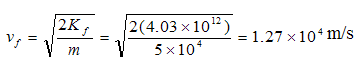 v_f = √(2K_f / m) = √(2(4.03×10^12) / 5×10^4) = 1.27×10^4 m/s